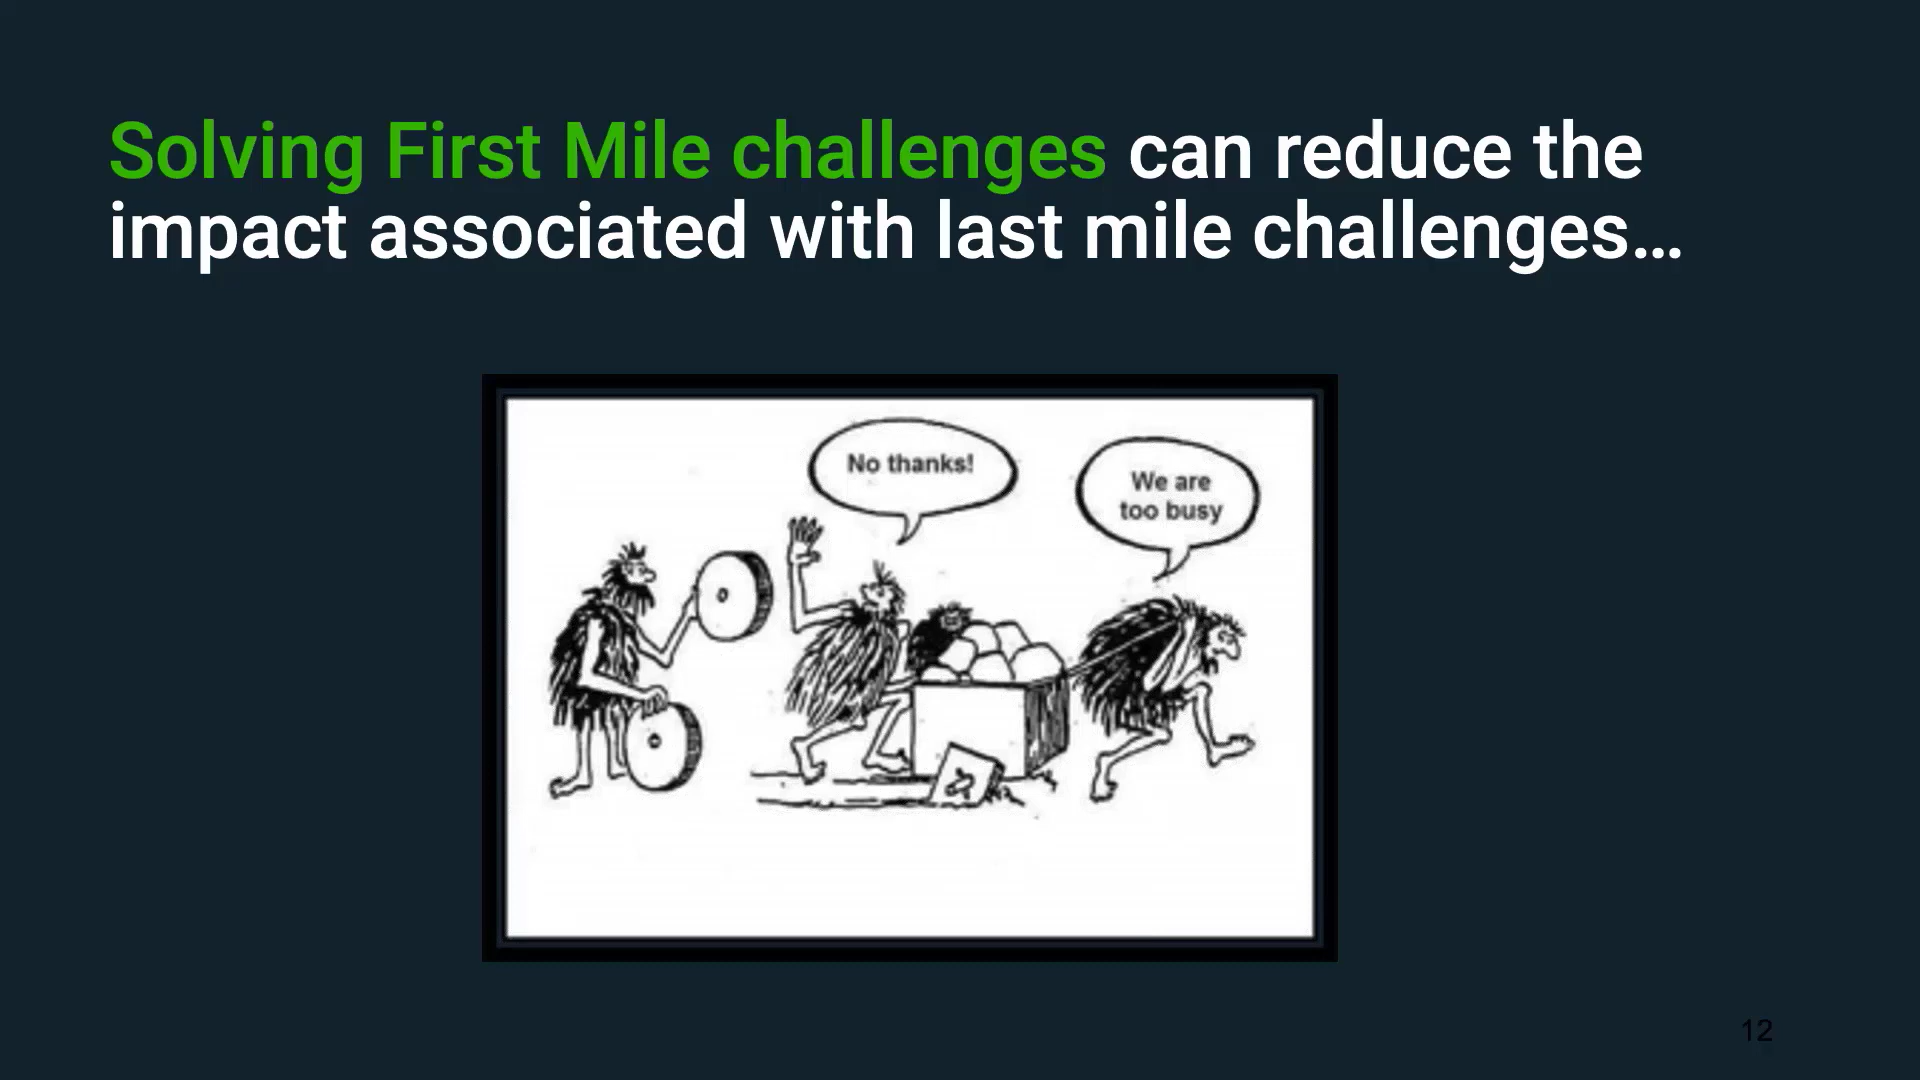 Solving First Mile challenges can reduce the
impact associated with last mile challenges…
No thanks!
We are
too busy
12